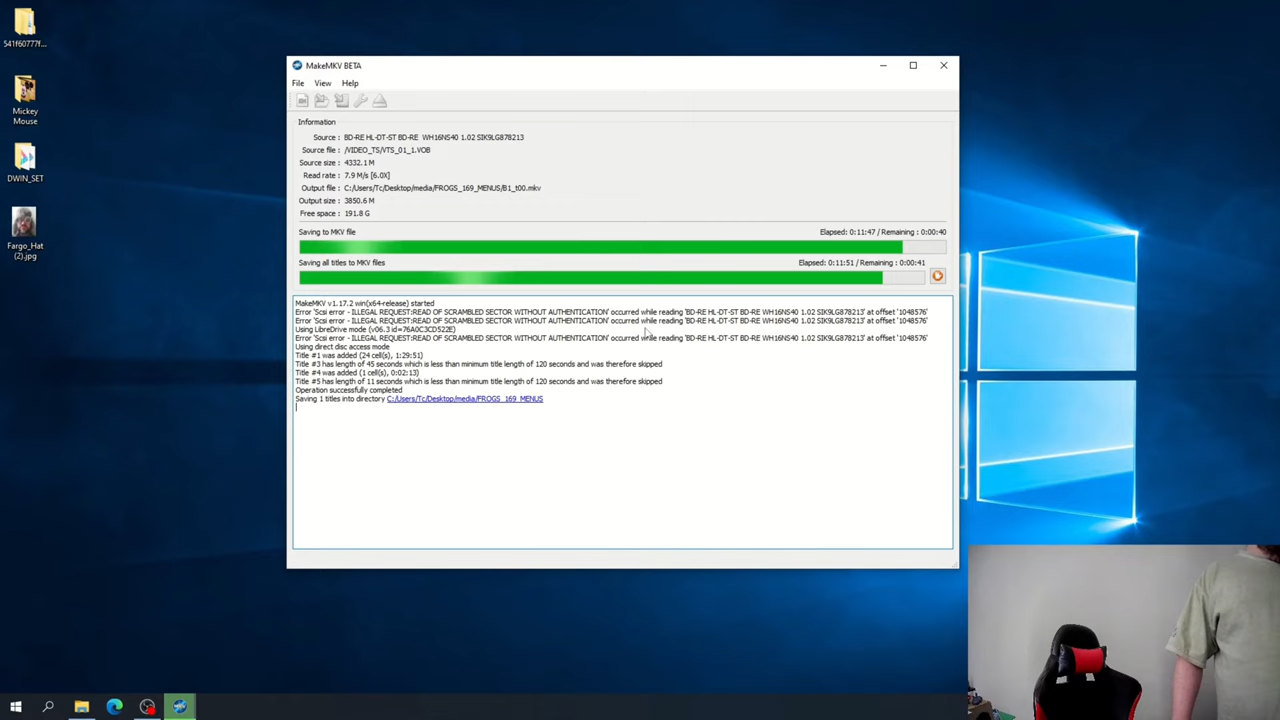 541f60777f...
Mickey
Mouse
DWIN_SET
Fargo_Hat
(2).jpg
MakeMKV BETA
File View Help
Information
Source : BD-RE HL-DT-ST BD-RE WH16NS40 1.02 SIK9LG878213
Source file : /VIDEO_TS/VTS_01_1.VOB
Source size : 4332.1 M
Read rate : 7.9 M/s [6.0X]
Output file : C:/Users/Tc/Desktop/media/FROGS_169_MENUS/B1_t00.mkv
Output size : 3850.6 M
Free space : 191.8 G
Saving to MKV file Elapsed: 0:11:47 / Remaining : 0:00:40
Saving all titles to MKV files Elapsed: 0:11:51 / Remaining : 0:00:41
MakeMKV v1.17.2 win(x64-release) started
Error 'Scsi error - ILLEGAL REQUEST:READ OF SCRAMBLED SECTOR WITHOUT AUTHENTICATION' occurred while reading 'BD-RE HL-DT-ST BD-RE WH16NS40 1.02 SIK9LG878213' at offset '1048576'
Error 'Scsi error - ILLEGAL REQUEST:READ OF SCRAMBLED SECTOR WITHOUT AUTHENTICATION' occurred while reading 'BD-RE HL-DT-ST BD-RE WH16NS40 1.02 SIK9LG878213' at offset '1048576'
Using LibreDrive mode (v06.3 id=76A0C3CD522E)
Error 'Scsi error - ILLEGAL REQUEST:READ OF SCRAMBLED SECTOR WITHOUT AUTHENTICATION' occurred while reading 'BD-RE HL-DT-ST BD-RE WH16NS40 1.02 SIK9LG878213' at offset '1048576'
Using direct disc access mode
Title #1 was added (24 cell(s), 1:29:51)
Title #3 has length of 45 seconds which is less than minimum title length of 120 seconds and was therefore skipped
Title #4 was added (1 cell(s), 0:02:13)
Title #5 has length of 11 seconds which is less than minimum title length of 120 seconds and was therefore skipped
Operation successfully completed
Saving 1 titles into directory C:/Users/Tc/Desktop/media/FROGS_169_MENUS